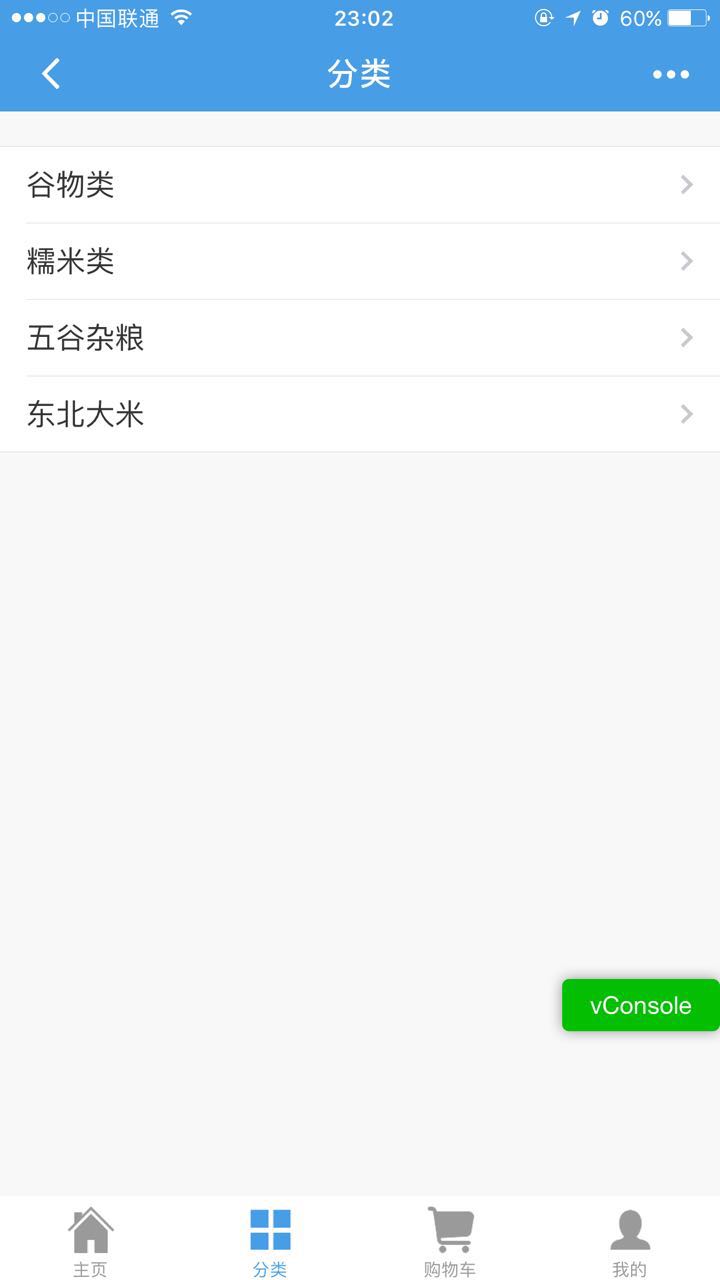 中国联通 23:02 60%
分类
谷物类
糯米类
五谷杂粮
东北大米
vConsole
主页 分类 购物车 我的